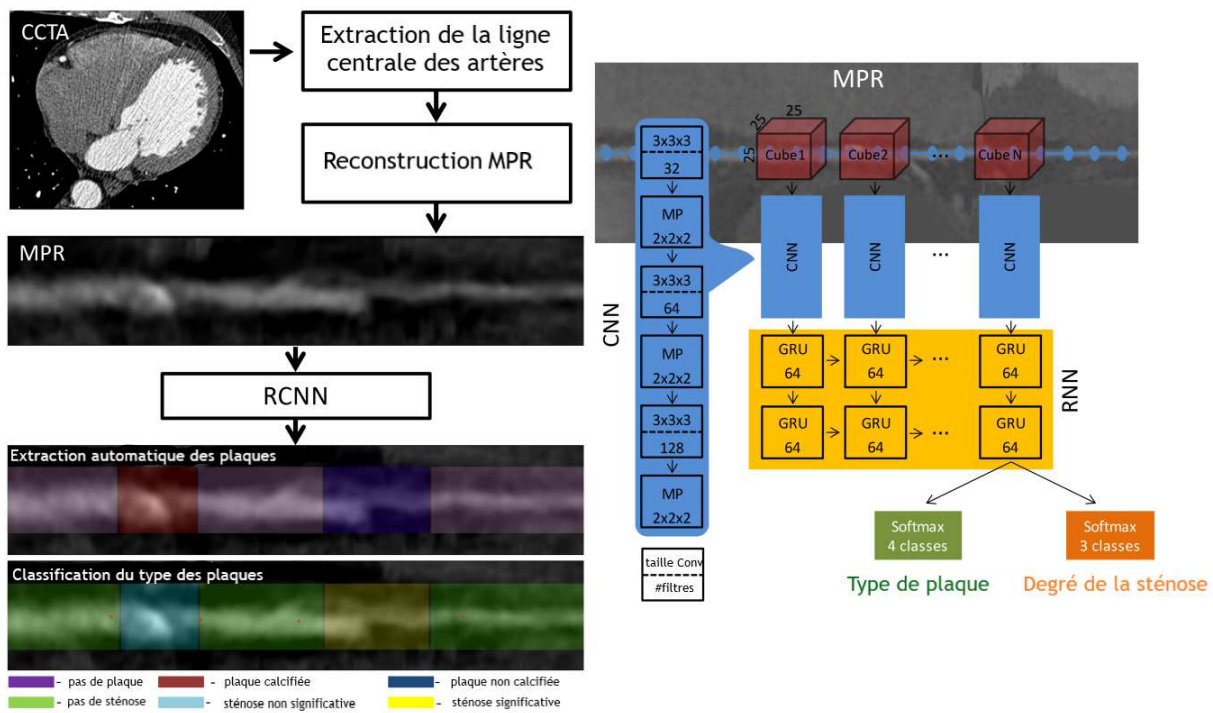 CCTA
Extraction de la ligne
centrale des artères
Reconstruction MPR
MPR
RCNN
Extraction automatique des plaques
Classification du type des plaques
- pas de plaque
- plaque calcifiée
- plaque non calcifiée
- pas de sténose
- sténose non significative
- sténose significative
MPR
25
25
25
Cube1
Cube2
...
Cube N
CNN
3x3x3
32
MP
2x2x2
3x3x3
64
MP
2x2x2
3x3x3
128
MP
2x2x2
taille Conv
#filtres
CNN
CNN
...
CNN
RNN
GRU
64
GRU
64
...
GRU
64
GRU
64
GRU
64
...
GRU
64
Softmax
4 classes
Softmax
3 classes
Type de plaque
Degré de la sténose